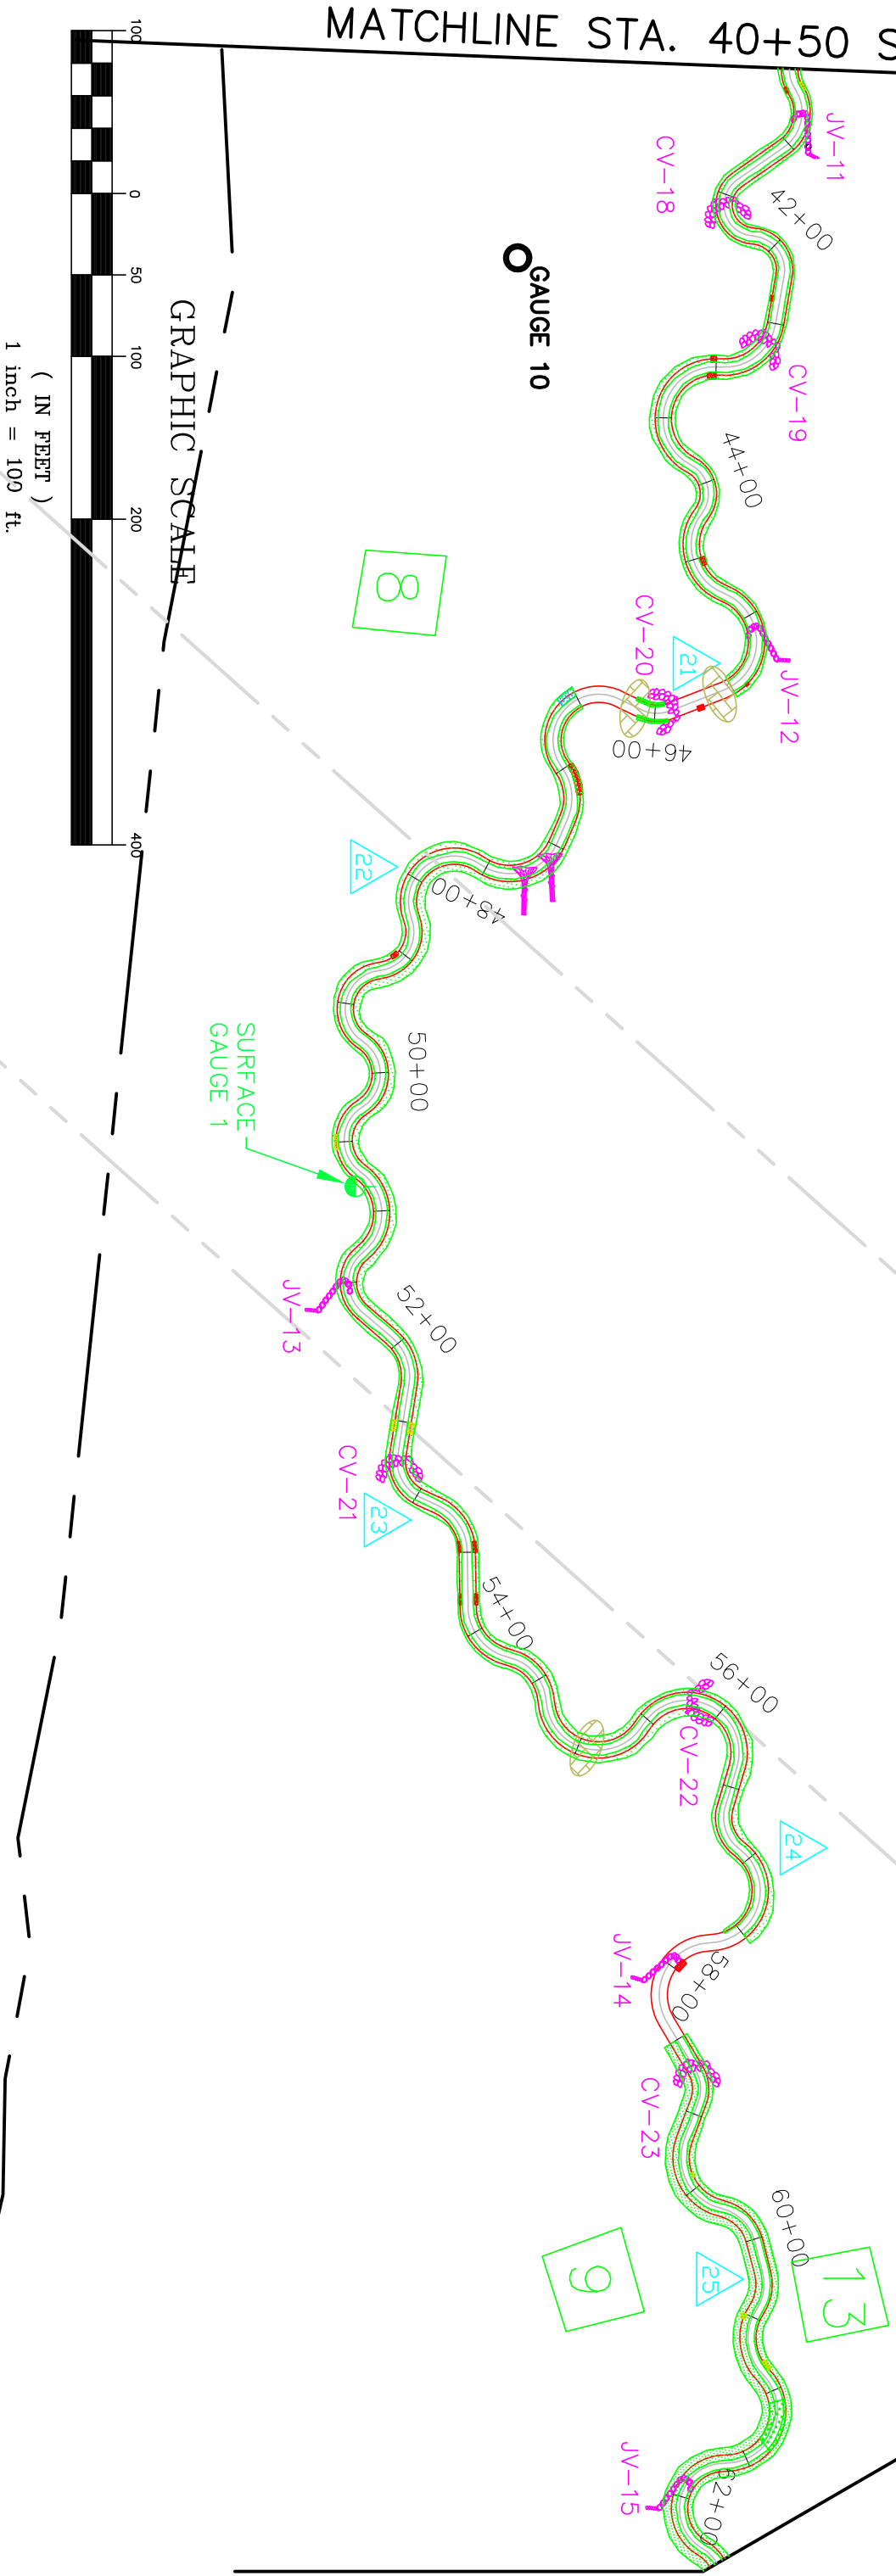 MATCHLINE STA. 40+50 S
100
0
50
100
200
400
GRAPHIC SCALE
( IN FEET )
1 inch = 100 ft.
JV-11
CV-18
42+00
GAUGE 10
CV-19
44+00
8
CV-20
21
JV-12
46+00
22
48+00
50+00
SURFACE
GAUGE 1
JV-13
52+00
CV-21
23
54+00
56+00
CV-22
24
JV-14
58+00
CV-23
60+00
13
25
9
JV-15
62+00